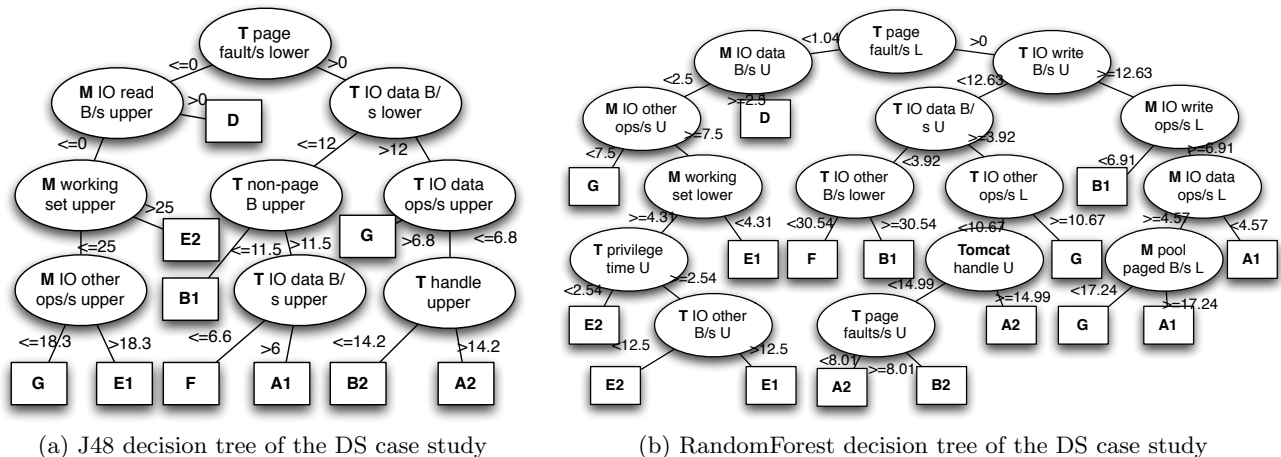 T page
fault/s lower
<=0
>0
M IO read
B/s upper
>0
D
T IO data B/
s lower
<=0
<=12
>12
M working
set upper
>25
E2
T non-page
B upper
T IO data
ops/s upper
G
<=25
<=11.5
>11.5
>6.8
<=6.8
M IO other
ops/s upper
B1
T IO data B/
s upper
T handle
upper
<=18.3
>18.3
<=6.6
>6
<=14.2
>14.2
G
E1
F
A1
B2
A2
(a) J48 decision tree of the DS case study
T page
fault/s L
<1.04
>0
M IO data
B/s U
T IO write
B/s U
<2.5
>=2.5
D
<12.63
>=12.63
M IO other
ops/s U
T IO data B/
s U
M IO write
ops/s L
<7.5
>=7.5
<3.92
>=3.92
<6.91
>=6.91
G
M working
set lower
T IO other
B/s lower
T IO other
ops/s L
B1
M IO data
ops/s L
>=4.31
<4.31
<30.54
>=30.54
<10.67
>=10.67
>=4.57
<4.57
T privilege
time U
E1
F
B1
Tomcat
handle U
G
M pool
paged B/s L
A1
<2.54
>=2.54
<14.99
>=14.99
<17.24
>=17.24
E2
T IO other
B/s U
T page
faults/s U
A2
G
A1
<12.5
>12.5
<8.01
>=8.01
E2
E1
A2
B2
(b) RandomForest decision tree of the DS case study